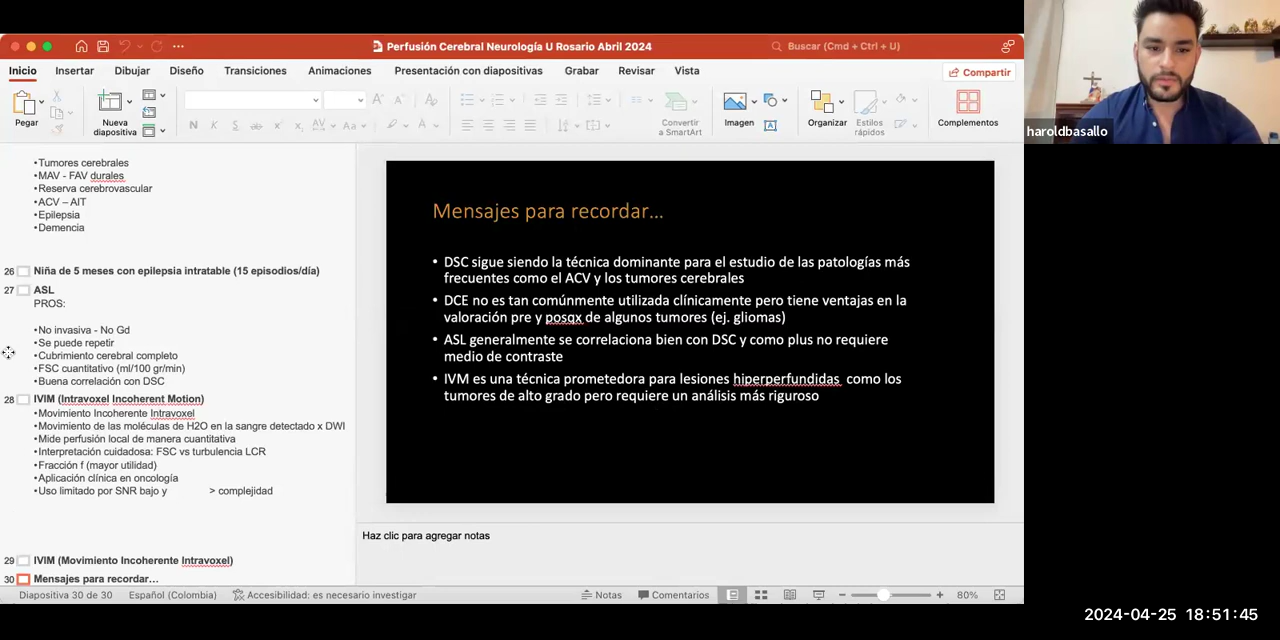 Perfusión Cerebral Neurología U Rosario Abril 2024
Buscar (Cmd + Ctrl + U)
Inicio
Insertar
Dibujar
Diseño
Transiciones
Animaciones
Presentación con diapositivas
Grabar
Revisar
Vista
Compartir
Pegar
Nueva
diapositiva
Convertir
a SmartArt
Imagen
Organizar
Estilos
rápidos
Complementos
haroldbasallo
•Tumores cerebrales
•MAV - FAV durales
•Reserva cerebrovascular
•ACV – AIT
•Epilepsia
•Demencia
26 Niña de 5 meses con epilepsia intratable (15 episodios/día)
27 ASL
PROS:
•No invasiva - No Gd
•Se puede repetir
•Cubrimiento cerebral completo
•FSC cuantitativo (ml/100 gr/min)
•Buena correlación con DSC
28 IVIM (Intravoxel Incoherent Motion)
•Movimiento Incoherente Intravoxel
•Movimiento de las moléculas de H2O en la sangre detectado x DWI
•Mide perfusión local de manera cuantitativa
•Interpretación cuidadosa: FSC vs turbulencia LCR
•Fracción f (mayor utilidad)
•Aplicación clínica en oncología
•Uso limitado por SNR bajo y > complejidad
29 IVIM (Movimiento Incoherente Intravoxel)
30 Mensajes para recordar…
Mensajes para recordar…
• DSC sigue siendo la técnica dominante para el estudio de las patologías más
frecuentes como el ACV y los tumores cerebrales
• DCE no es tan comúnmente utilizada clínicamente pero tiene ventajas en la
valoración pre y posqx de algunos tumores (ej. gliomas)
• ASL generalmente se correlaciona bien con DSC y como plus no requiere
medio de contraste
• IVM es una técnica prometedora para lesiones hiperperfundidas como los
tumores de alto grado pero requiere un análisis más riguroso
Haz clic para agregar notas
Diapositiva 30 de 30
Español (Colombia)
Accesibilidad: es necesario investigar
Notas
Comentarios
80%
2024-04-25 18:51:45